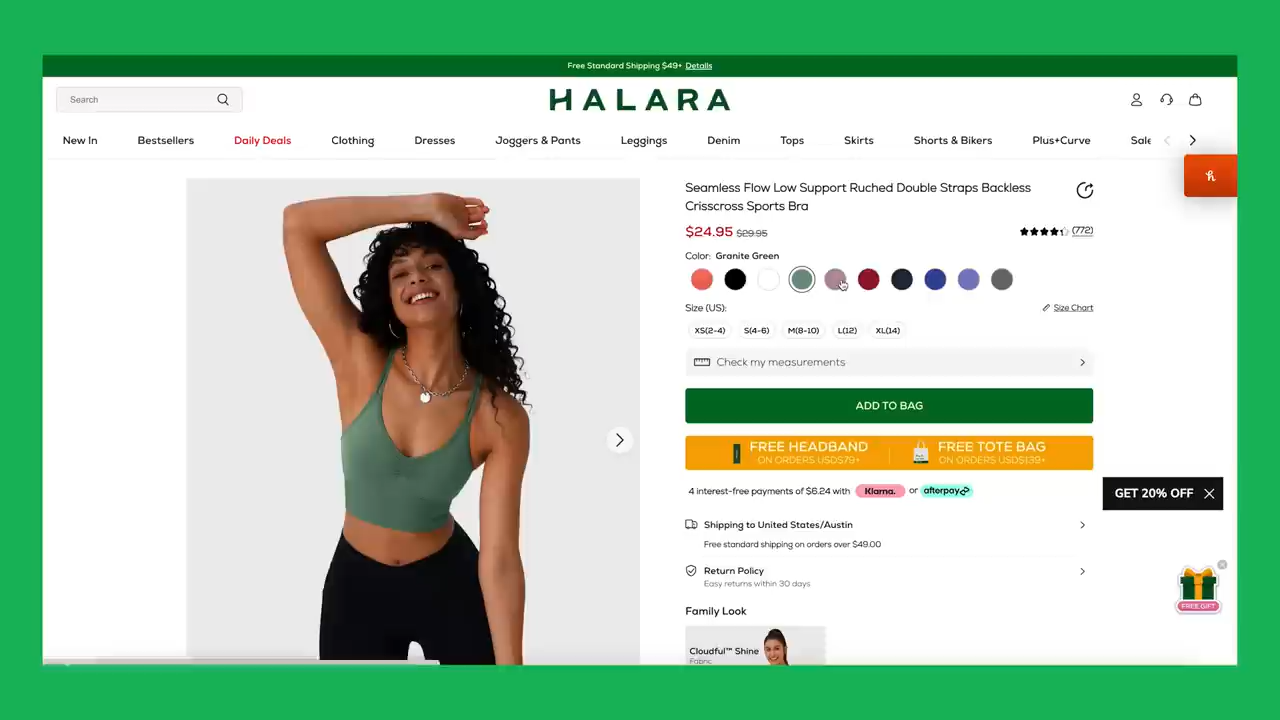 Free Standard Shipping $49+ Details
Search
HALARA
New In Bestsellers Daily Deals Clothing Dresses Joggers & Pants Leggings Denim Tops Skirts Shorts & Bikers Plus+Curve Sale
Seamless Flow Low Support Ruched Double Straps Backless
Crisscross Sports Bra
$24.95 $29.95 (772)
Color: Granite Green
Size (US): Size Chart
XS(2-4) S(4-6) M(8-10) L(12) XL(14)
Check my measurements
ADD TO BAG
FREE HEADBAND FREE TOTE BAG
ON ORDERS USD$79+ ON ORDERS USD$139+
4 interest-free payments of $6.24 with Klarna. or afterpay
GET 20% OFF
Shipping to United States/Austin
Free standard shipping on orders over $49.00
Return Policy
Easy returns within 30 days
FREE GIFT
Family Look
Cloudful™ Shine
Fabric